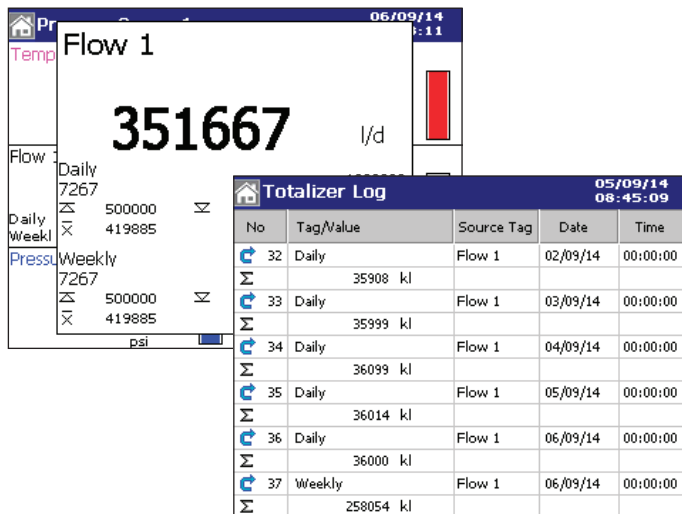 Pr
06/09/14
:11
Temp
Flow
Daily
Weekl
Pressu
psi
Flow 1
351667
l/d
Daily
7267
500000
x̄ 419885
Weekly
7267
500000
x̄ 419885
Totalizer Log
05/09/14
08:45:09
No Tag/Value Source Tag Date Time
32 Daily Flow 1 02/09/14 00:00:00
Σ 35908 kl
33 Daily Flow 1 03/09/14 00:00:00
Σ 35999 kl
34 Daily Flow 1 04/09/14 00:00:00
Σ 36099 kl
35 Daily Flow 1 05/09/14 00:00:00
Σ 36014 kl
36 Daily Flow 1 06/09/14 00:00:00
Σ 36000 kl
37 Weekly Flow 1 06/09/14 00:00:00
Σ 258054 kl